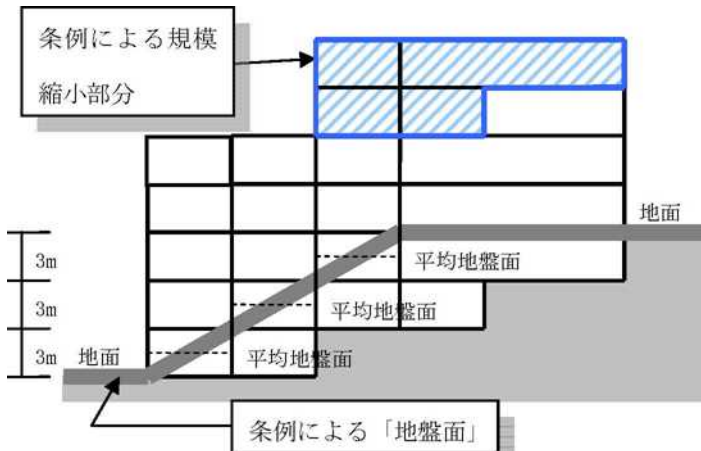 条例による規模
縮小部分
地面
3m
平均地盤面
3m
平均地盤面
3m
地面
平均地盤面
条例による「地盤面」